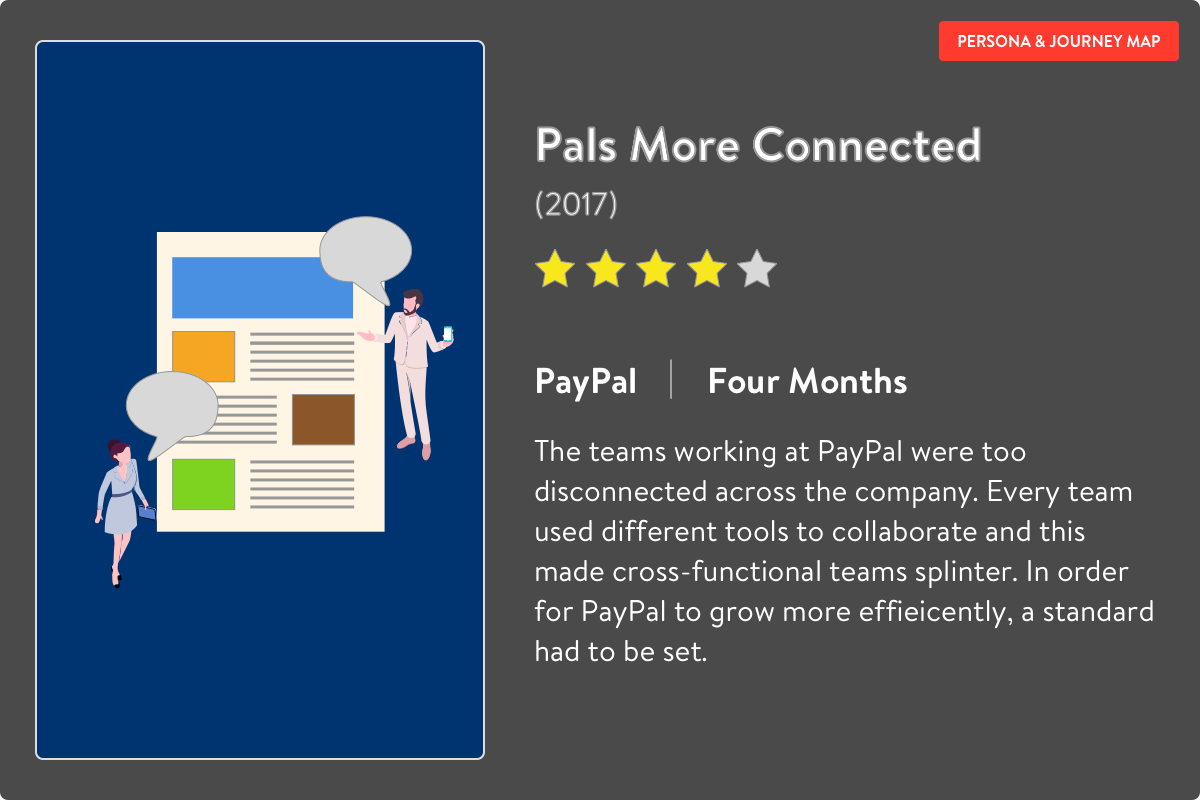 PERSONA & JOURNEY MAP
Pals More Connected
(2017)
PayPal
Four Months
The teams working at PayPal were too
disconnected across the company. Every team
used different tools to collaborate and this
made cross-functional teams splinter. In order
for PayPal to grow more effieicently, a standard
had to be set.